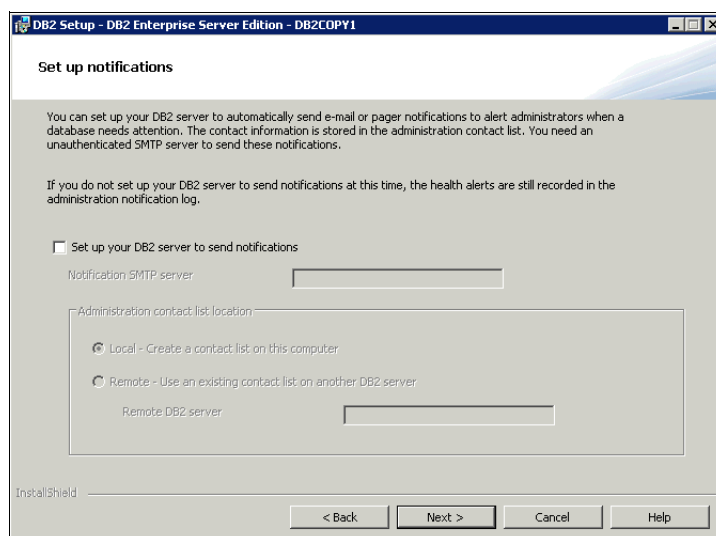 DB2 Setup - DB2 Enterprise Server Edition - DB2COPY1
Set up notifications
You can set up your DB2 server to automatically send e-mail or pager notifications to alert administrators when a
database needs attention. The contact information is stored in the administration contact list. You need an
unauthenticated SMTP server to send these notifications.
If you do not set up your DB2 server to send notifications at this time, the health alerts are still recorded in the
administration notification log.
Set up your DB2 server to send notifications
Notification SMTP server
Administration contact list location
Local - Create a contact list on this computer
Remote - Use an existing contact list on another DB2 server
Remote DB2 server
InstallShield
< Back Next > Cancel Help